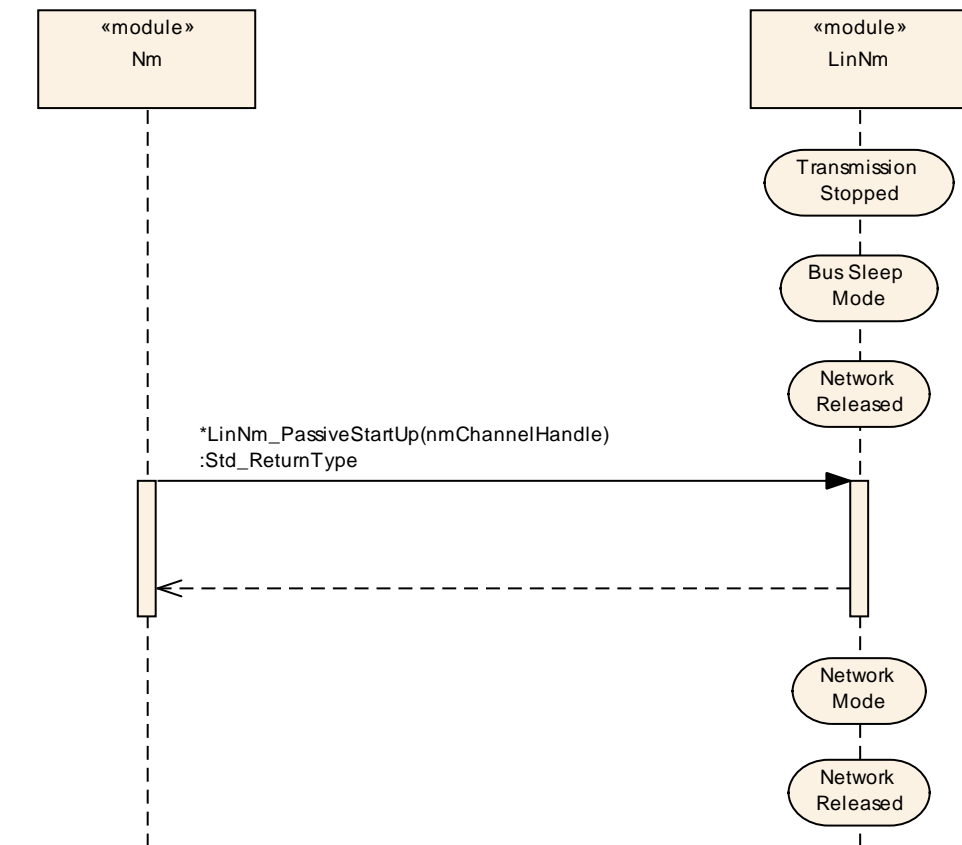 «module»
Nm
«module»
LinNm
Transmission
Stopped
Bus Sleep
Mode
Network
Released
*LinNm_PassiveStartUp(nmChannelHandle)
:Std_ReturnType
Network
Mode
Network
Released